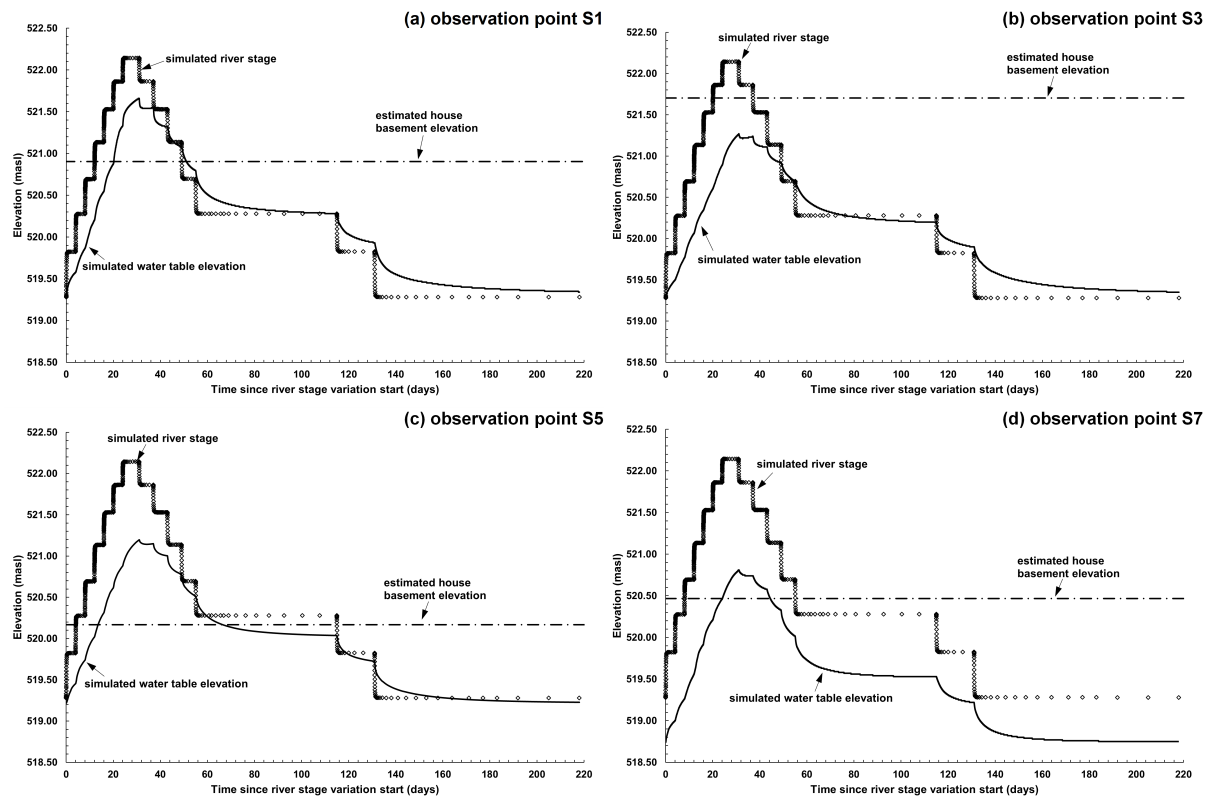 (a) observation point S1
522.50
522.00
521.50
521.00
520.50
520.00
519.50
519.00
518.50
Elevation (masl)
simulated river stage
estimated house
basement elevation
simulated water table elevation
0 20 40 60 80 100 120 140 160 180 200 220
Time since river stage variation start (days)
(b) observation point S3
522.50
522.00
521.50
521.00
520.50
520.00
519.50
519.00
518.50
Elevation (masl)
simulated river stage
estimated house
basement elevation
simulated water table elevation
0 20 40 60 80 100 120 140 160 180 200 220
Time since river stage variation start (days)
(c) observation point S5
522.50
522.00
521.50
521.00
520.50
520.00
519.50
519.00
518.50
Elevation (masl)
simulated river stage
estimated house
basement elevation
simulated water table elevation
0 20 40 60 80 100 120 140 160 180 200 220
Time since river stage variation start (days)
(d) observation point S7
522.50
522.00
521.50
521.00
520.50
520.00
519.50
519.00
518.50
Elevation (masl)
simulated river stage
estimated house
basement elevation
simulated water table elevation
0 20 40 60 80 100 120 140 160 180 200 220
Time since river stage variation start (days)